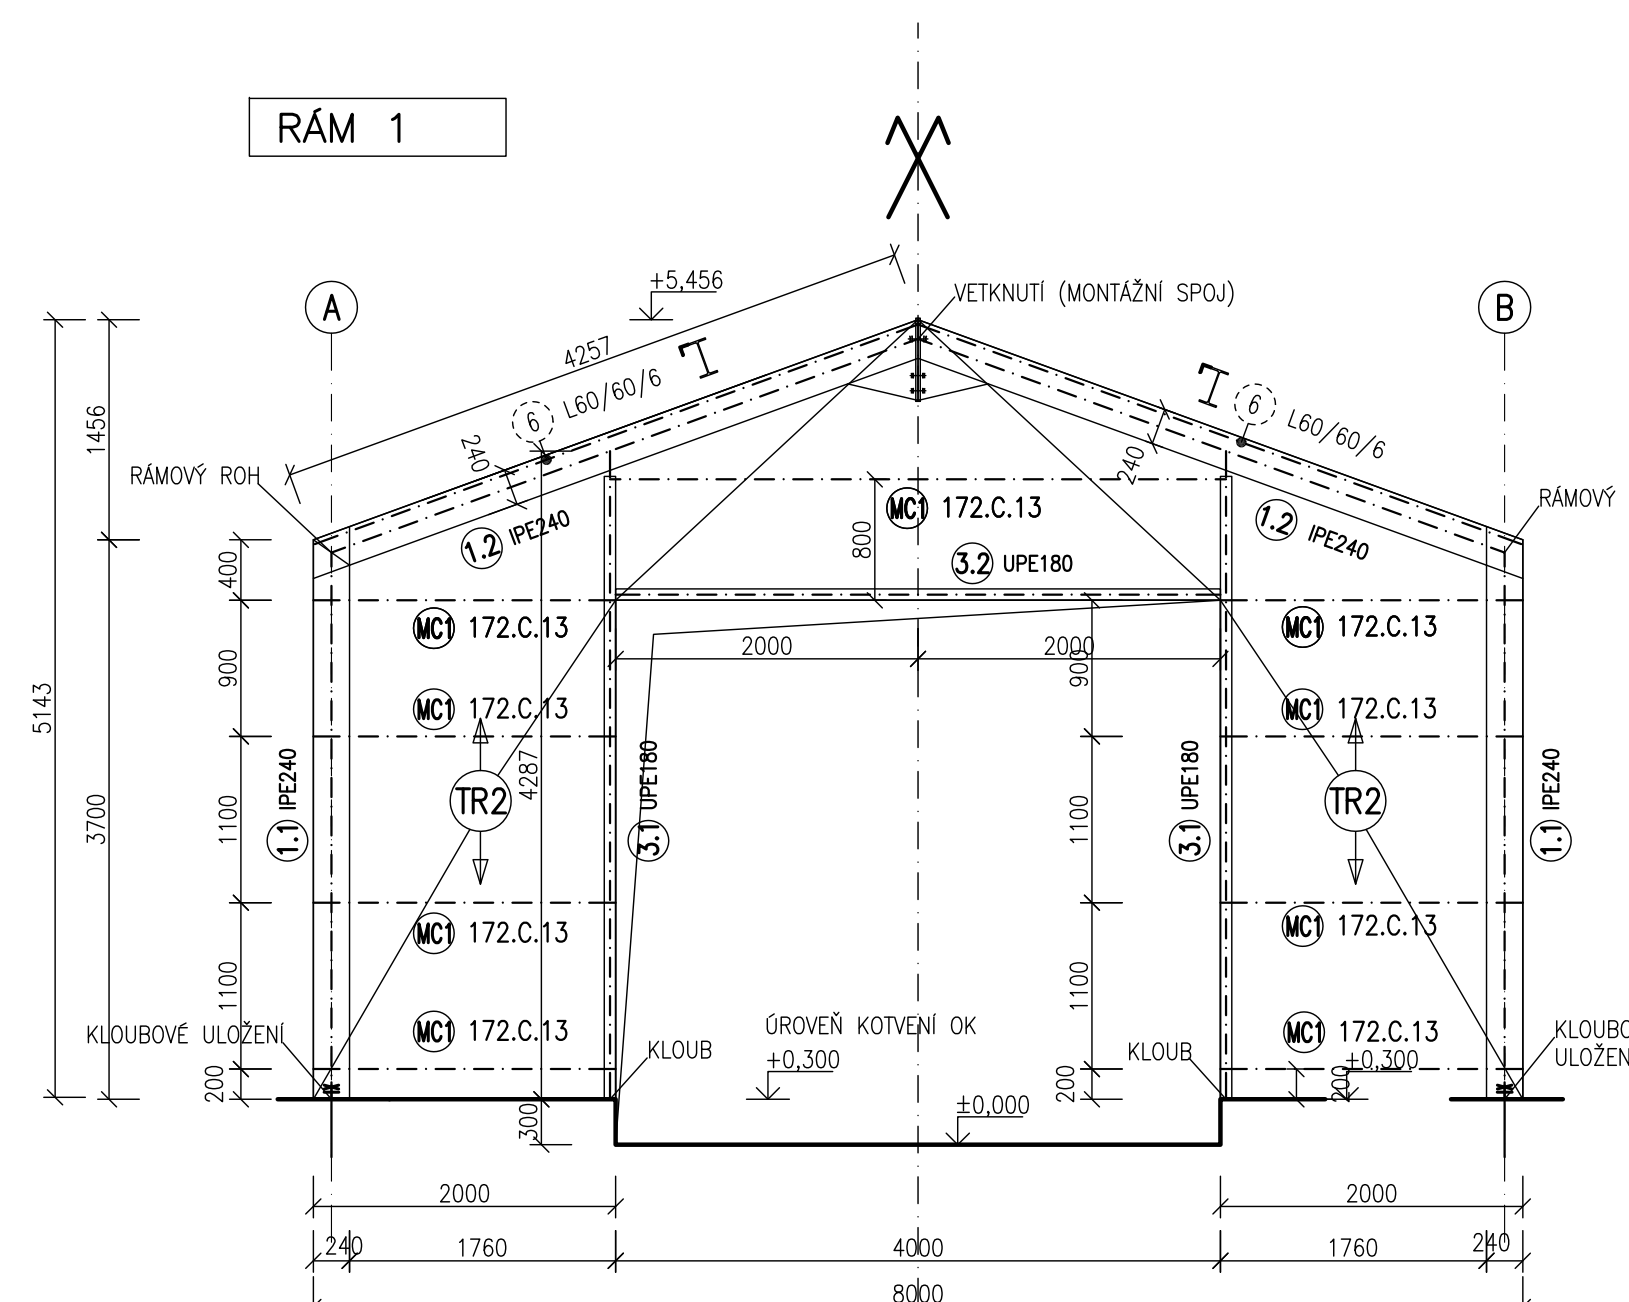 RÁM 1
A
+5,456
VETKNUTÍ (MONTÁŽNÍ SPOJ)
B
4257
6 L60/60/6
6 L60/60/6
1456
240
240
RÁMOVÝ ROH
RÁMOVÝ
MC1 172.C.13
1.2 IPE240
1.2 IPE240
800
3.2 UPE180
400
MC1 172.C.13
MC1 172.C.13
2000
2000
900
900
5143
MC1 172.C.13
MC1 172.C.13
4287
3700
1100
1100
1.1 IPE240
TR2
3.1 UPE180
3.1 UPE180
TR2
1.1 IPE240
MC1 172.C.13
MC1 172.C.13
1100
1100
KLOUBOVÉ ULOŽENÍ
MC1 172.C.13
ÚROVEŇ KOTVENÍ OK
MC1 172.C.13
KLOUB
KLOUB
+0,300
+0,300
200
200
200
300
±0,000
2000
2000
240
1760
4000
1760
240
8000